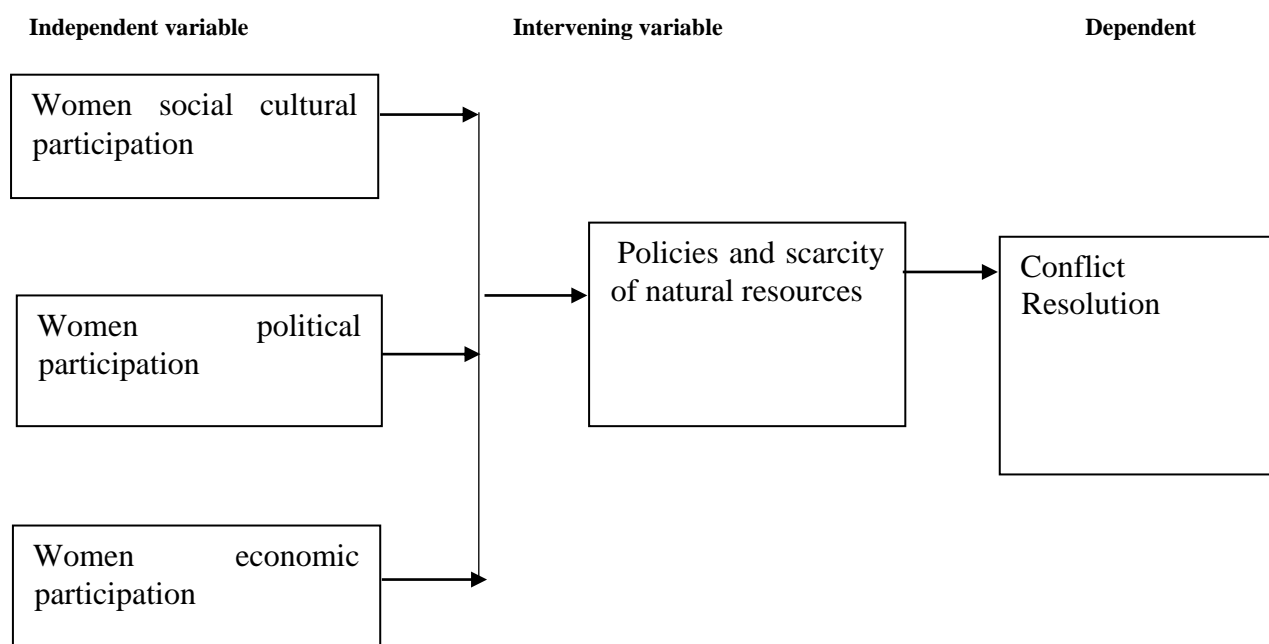 Independent variable
Intervening variable
Dependent
Women social cultural
participation
Women political
participation
Women economic
participation
Policies and scarcity
of natural resources
Conflict
Resolution